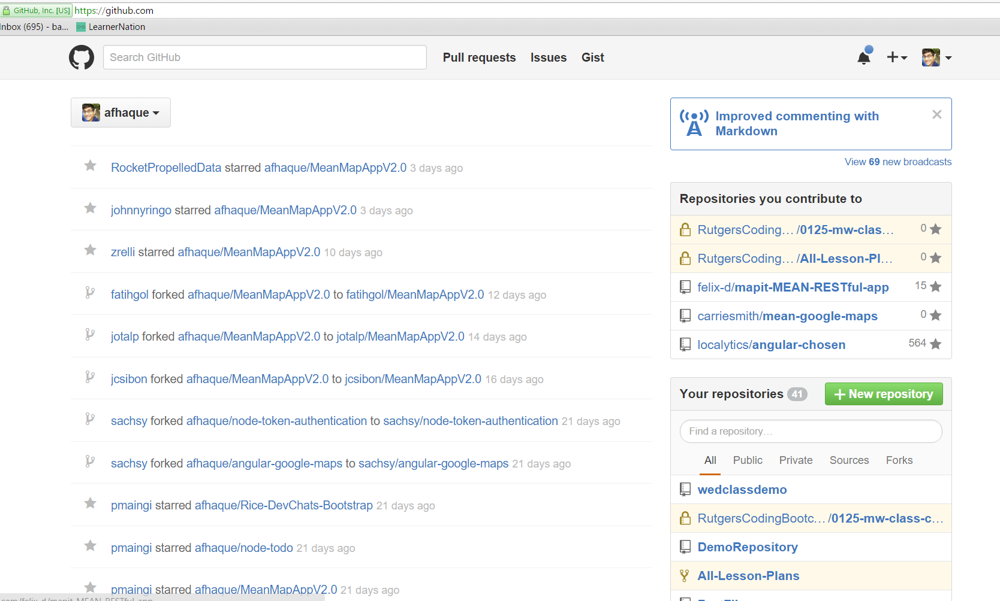 GitHub, Inc. [US] https://github.com
Inbox (695) - ba... LearnerNation
Search GitHub Pull requests Issues Gist
afhaque
RocketPropelledData starred afhaque/MeanMapAppV2.0 3 days ago
johnnyringo starred afhaque/MeanMapAppV2.0 3 days ago
zrelli starred afhaque/MeanMapAppV2.0 10 days ago
fatihgol forked afhaque/MeanMapAppV2.0 to fatihgol/MeanMapAppV2.0 12 days ago
jotalp forked afhaque/MeanMapAppV2.0 to jotalp/MeanMapAppV2.0 14 days ago
jcsibon forked afhaque/MeanMapAppV2.0 to jcsibon/MeanMapAppV2.0 16 days ago
sachsy forked afhaque/node-token-authentication to sachsy/node-token-authentication 21 days ago
sachsy forked afhaque/angular-google-maps to sachsy/angular-google-maps 21 days ago
pmaingi starred afhaque/Rice-DevChats-Bootstrap 21 days ago
pmaingi starred afhaque/node-todo 21 days ago
pmaingi starred afhaque/MeanMapAppV2.0 21 days ago
.com/felix-d/mapit-MEAN-RESTful-app
Improved commenting with
Markdown
View 69 new broadcasts
Repositories you contribute to
RutgersCoding… /0125-mw-clas… 0
RutgersCoding… /All-Lesson-Pl… 0
felix-d/mapit-MEAN-RESTful-app 15
carriesmith/mean-google-maps 0
localytics/angular-chosen 564
Your repositories 41 New repository
Find a repository…
All Public Private Sources Forks
wedclassdemo
RutgersCodingBootc… /0125-mw-class-c…
DemoRepository
All-Lesson-Plans